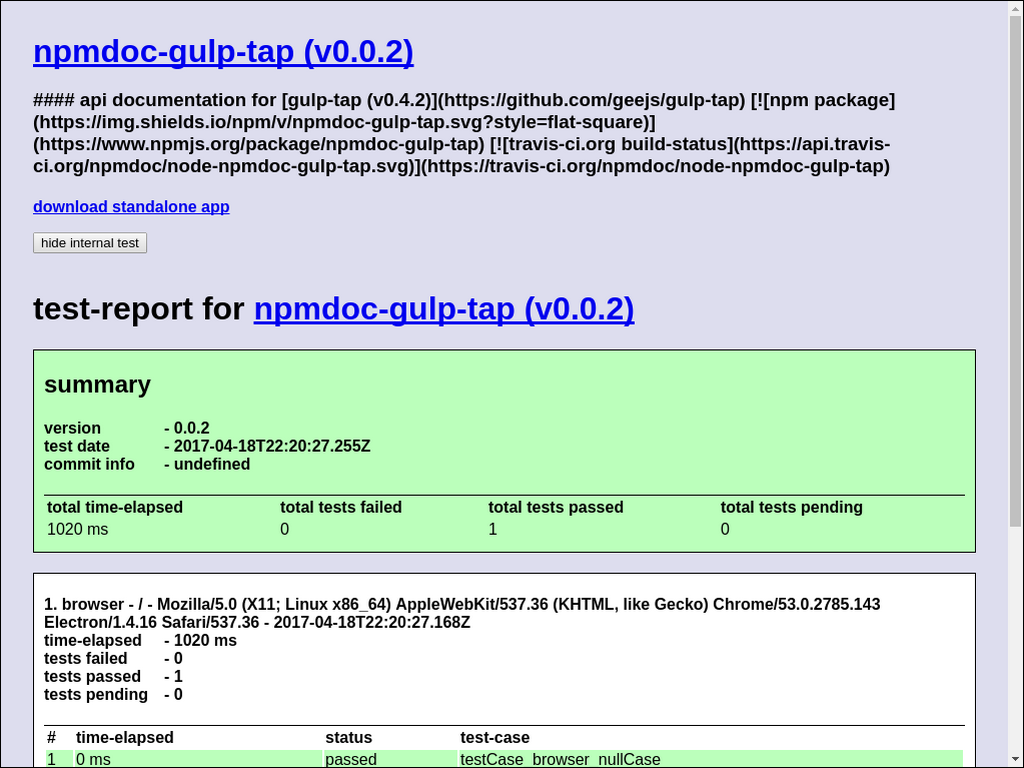 npmdoc-gulp-tap (v0.0.2)
#### api documentation for [gulp-tap (v0.4.2)](https://github.com/geejs/gulp-tap) [![npm package]
(https://img.shields.io/npm/v/npmdoc-gulp-tap.svg?style=flat-square)]
(https://www.npmjs.org/package/npmdoc-gulp-tap) [![travis-ci.org build-status](https://api.travis-
ci.org/npmdoc/node-npmdoc-gulp-tap.svg)](https://travis-ci.org/npmdoc/node-npmdoc-gulp-tap)
download standalone app
hide internal test
test-report for npmdoc-gulp-tap (v0.0.2)
summary
version - 0.0.2
test date - 2017-04-18T22:20:27.255Z
commit info - undefined
total time-elapsed total tests failed total tests passed total tests pending
1020 ms 0 1 0
1. browser - / - Mozilla/5.0 (X11; Linux x86_64) AppleWebKit/537.36 (KHTML, like Gecko) Chrome/53.0.2785.143
Electron/1.4.16 Safari/537.36 - 2017-04-18T22:20:27.168Z
time-elapsed - 1020 ms
tests failed - 0
tests passed - 1
tests pending - 0
# time-elapsed status test-case
1 0 ms passed testCase_browser_nullCase